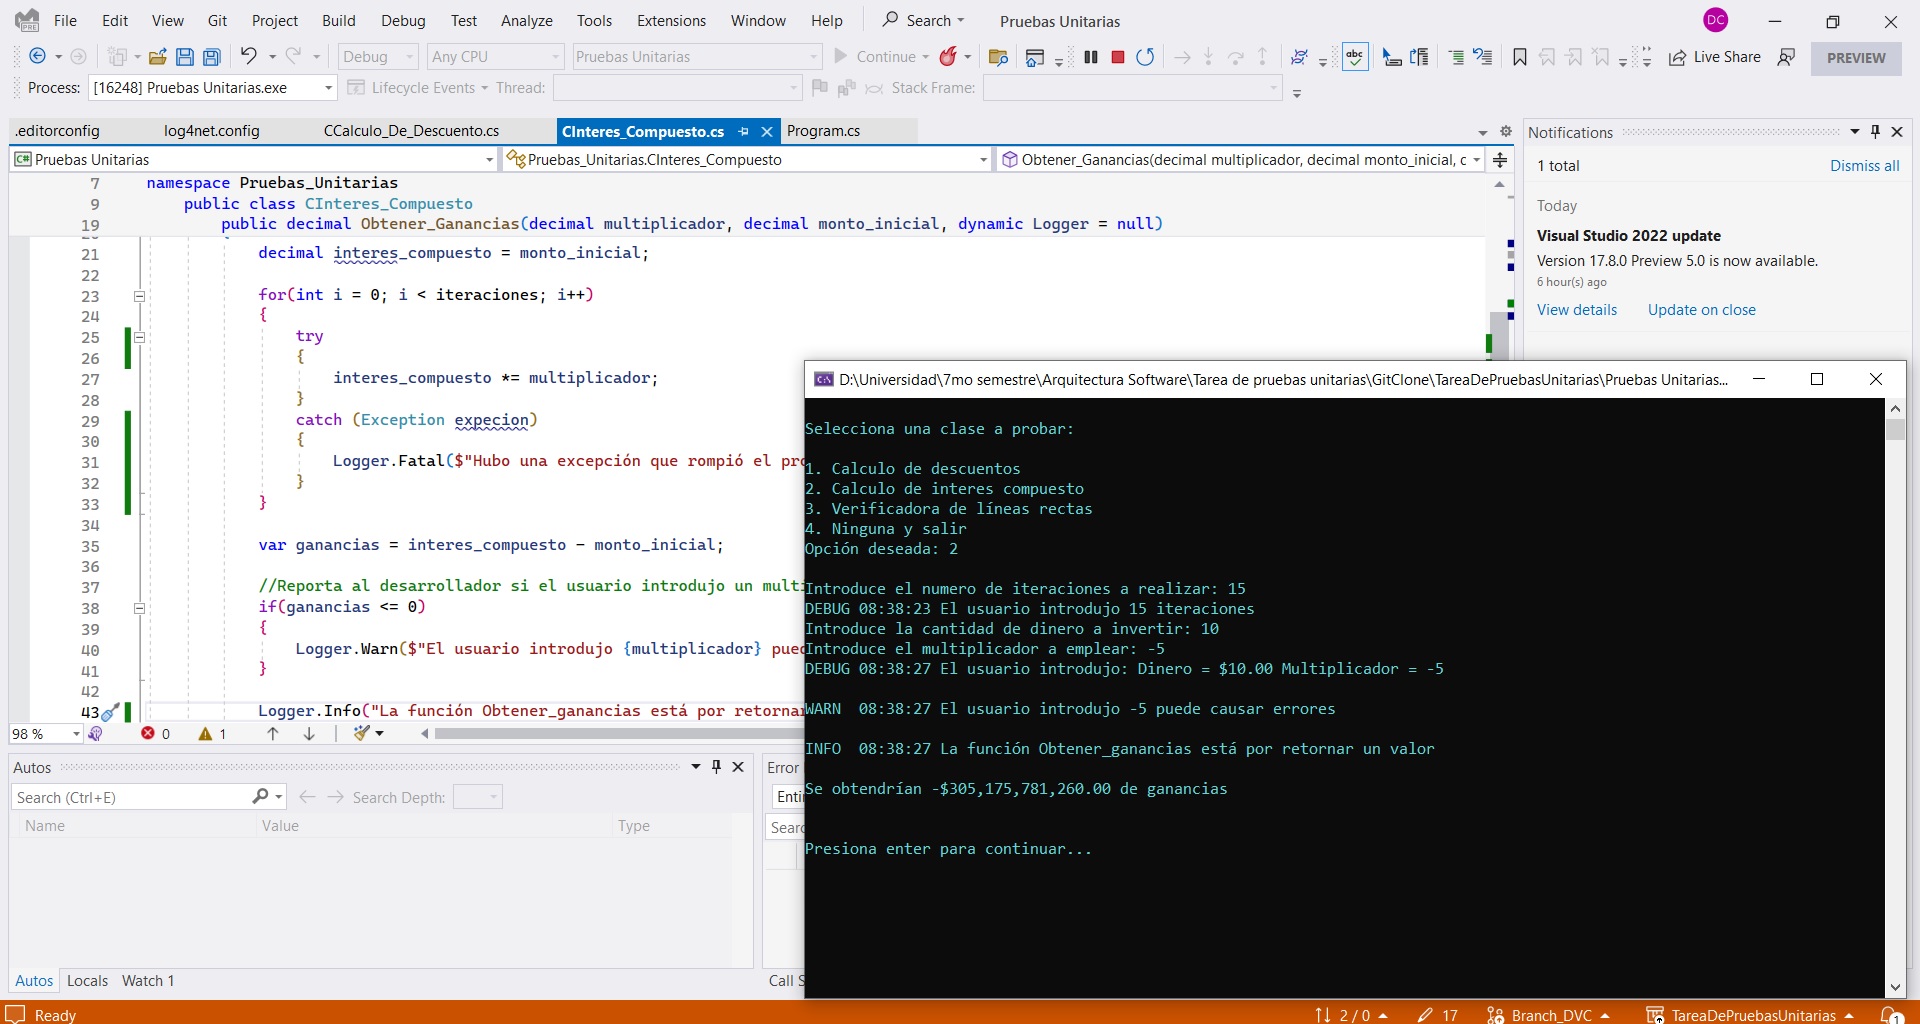 File Edit View Git Project Build Debug Test Analyze Tools Extensions Window Help Search Pruebas Unitarias DC
Debug Any CPU Pruebas Unitarias Continue Live Share PREVIEW
Process: [16248] Pruebas Unitarias.exe Lifecycle Events Thread: Stack Frame:
.editorconfig log4net.config CCalculo_De_Descuento.cs CInteres_Compuesto.cs Program.cs
Pruebas Unitarias Pruebas_Unitarias.CInteres_Compuesto Obtener_Ganancias(decimal multiplicador, decimal monto_inicial, c
7 namespace Pruebas_Unitarias
9 public class CInteres_Compuesto
19 public decimal Obtener_Ganancias(decimal multiplicador, decimal monto_inicial, dynamic Logger = null)
21 decimal interes_compuesto = monto_inicial;
22
23 for(int i = 0; i < iteraciones; i++)
24 {
25 try
26 {
27 interes_compuesto *= multiplicador;
28 }
29 catch (Exception expecion)
30 {
31 Logger.Fatal($"Hubo una excepción que rompió el pro
32 }
33 }
34
35 var ganancias = interes_compuesto - monto_inicial;
36
37 //Reporta al desarrollador si el usuario introdujo un multi
38 if(ganancias <= 0)
39 {
40 Logger.Warn($"El usuario introdujo {multiplicador} pued
41 }
42
43 Logger.Info("La función Obtener_ganancias está por retornar
98 % 0 1
Autos
Search (Ctrl+E) Search Depth:
Name Value Type
Autos Locals Watch 1
Error
Enti
Searc
Call S
Notifications
1 total Dismiss all
Today
Visual Studio 2022 update
Version 17.8.0 Preview 5.0 is now available.
6 hour(s) ago
View details Update on close
D:\Universidad\7mo semestre\Arquitectura Software\Tarea de pruebas unitarias\GitClone\TareaDePruebasUnitarias\Pruebas Unitarias...
Selecciona una clase a probar:
1. Calculo de descuentos
2. Calculo de interes compuesto
3. Verificadora de líneas rectas
4. Ninguna y salir
Opción deseada: 2
Introduce el numero de iteraciones a realizar: 15
DEBUG 08:38:23 El usuario introdujo 15 iteraciones
Introduce la cantidad de dinero a invertir: 10
Introduce el multiplicador a emplear: -5
DEBUG 08:38:27 El usuario introdujo: Dinero = $10.00 Multiplicador = -5
WARN 08:38:27 El usuario introdujo -5 puede causar errores
INFO 08:38:27 La función Obtener_ganancias está por retornar un valor
Se obtendrían -$305,175,781,260.00 de ganancias
Presiona enter para continuar...
Ready 2 / 0 17 Branch_DVC TareaDePruebasUnitarias 1